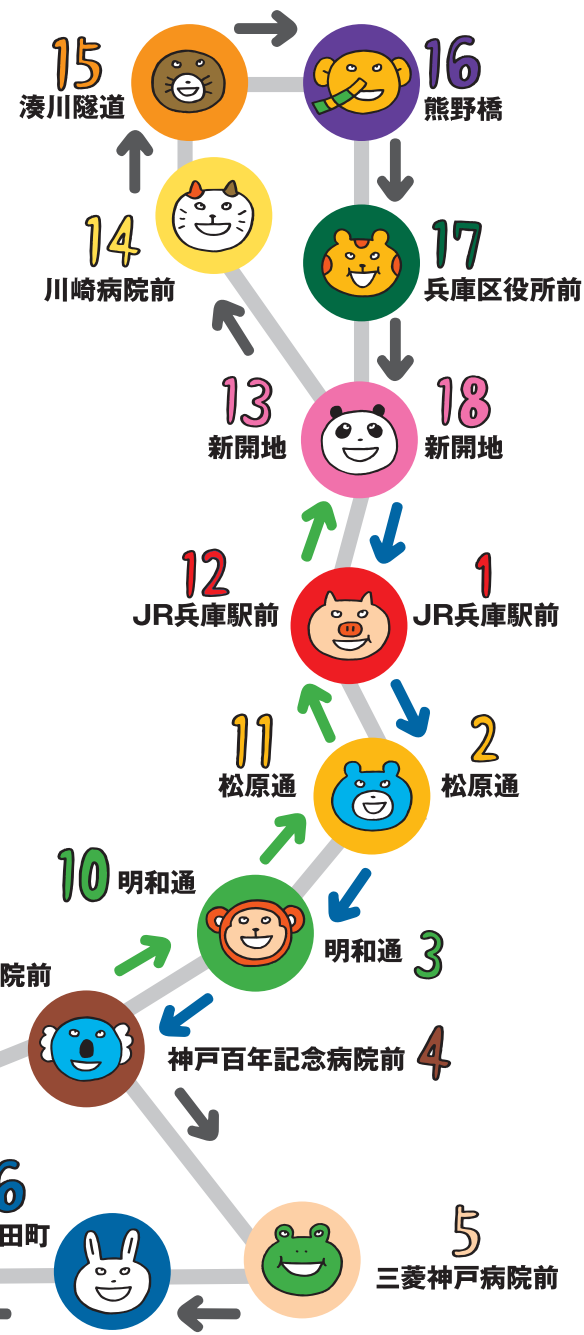 15
湊川隧道
16
熊野橋
14
川崎病院前
17
兵庫区役所前
13
新開地
18
新開地
12
JR兵庫駅前
1
JR兵庫駅前
11
松原通
2
松原通
10 明和通
明和通 3
院前
神戸百年記念病院前 4
6
田町
5
三菱神戸病院前